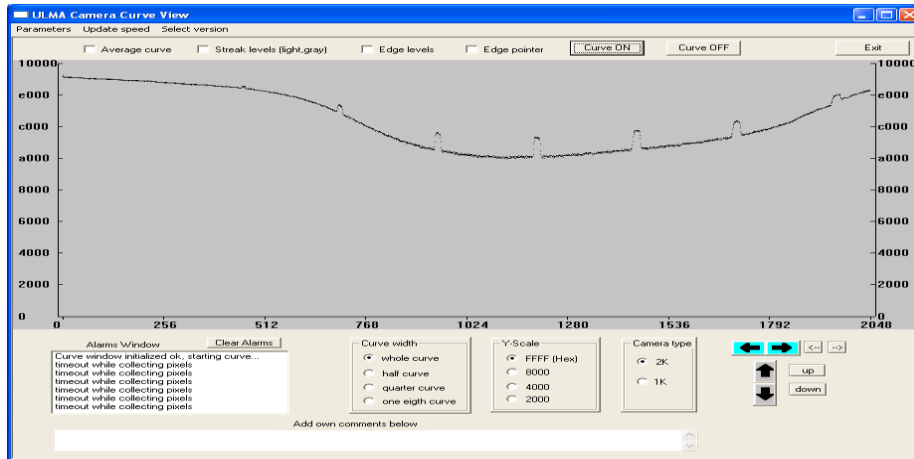 ULMA Camera Curve View
Parameters Update speed Select version
Average curve Streak levels (light,gray) Edge levels Edge pointer Curve ON Curve OFF Exit
10000 10000
e000 e000
c000 c000
a000 a000
8000 8000
6000 6000
4000 4000
2000 2000
0 0
0 256 512 768 1024 1280 1536 1792 2048
Alarms Window Clear Alarms
Curve window initialized ok, starting curve...
timeout while collecting pixels
timeout while collecting pixels
timeout while collecting pixels
timeout while collecting pixels
timeout while collecting pixels
timeout while collecting pixels
Curve width
whole curve
half curve
quarter curve
one eigth curve
Y-Scale
FFFF (Hex)
8000
4000
2000
Camera type
2K
1K
<-- -->
up
down
Add own comments below